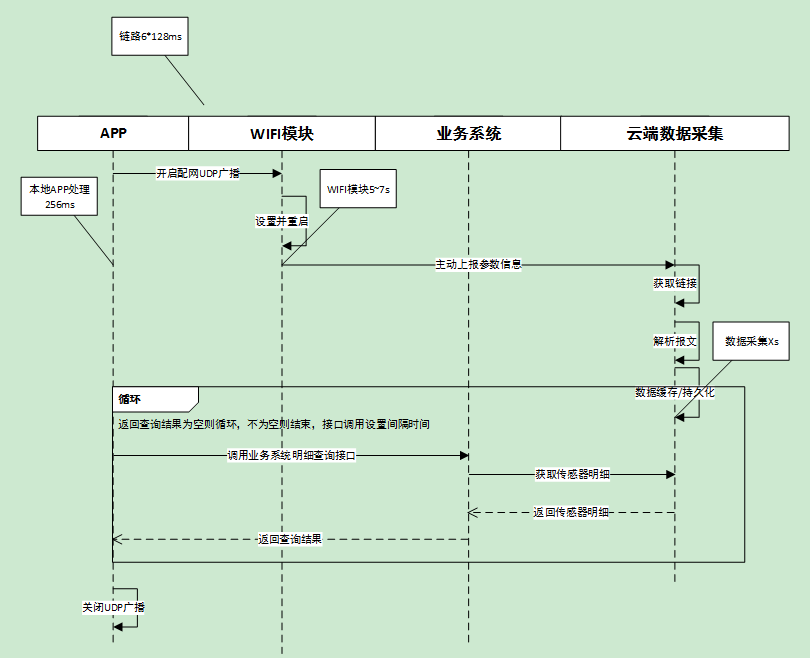 链路6*128ms
APP
WIFI模块
业务系统
云端数据采集
开启配网UDP广播
本地APP处理
256ms
WIFI模块5~7s
设置并重启
主动上报参数信息
获取链接
解析报文
数据采集Xs
数据缓存/持久化
循环
返回查询结果为空则循环，不为空则结束，接口调用设置间隔时间
调用业务系统明细查询接口
获取传感器明细
返回传感器明细
返回查询结果
关闭UDP广播